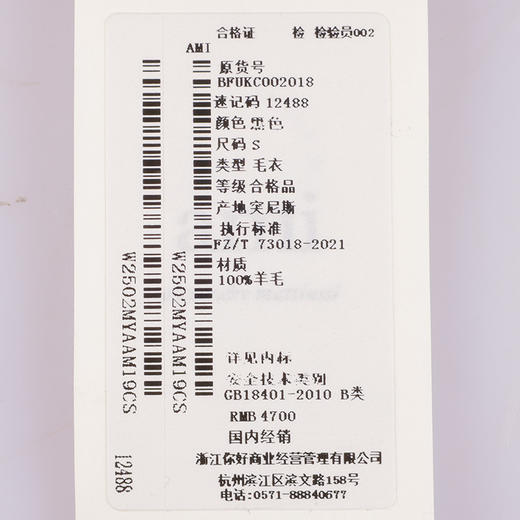 合格证 检 检验员002
AMI
原货号
BFUKC002018
速记码 12488
颜色 黑色
尺码 S
类型 毛衣
等级合格品
产地突尼斯
执行标准
FZ/T 73018-2021
材质
100%羊毛
详见内标
安全技术类别
GB18401-2010 B类
RMB 4700
国内经销
浙江你好商业经营管理有限公司
杭州滨江区滨文路158号
电话:0571-88840677
W2502MYAAM19CS
W2502MYAAM19CS
12488